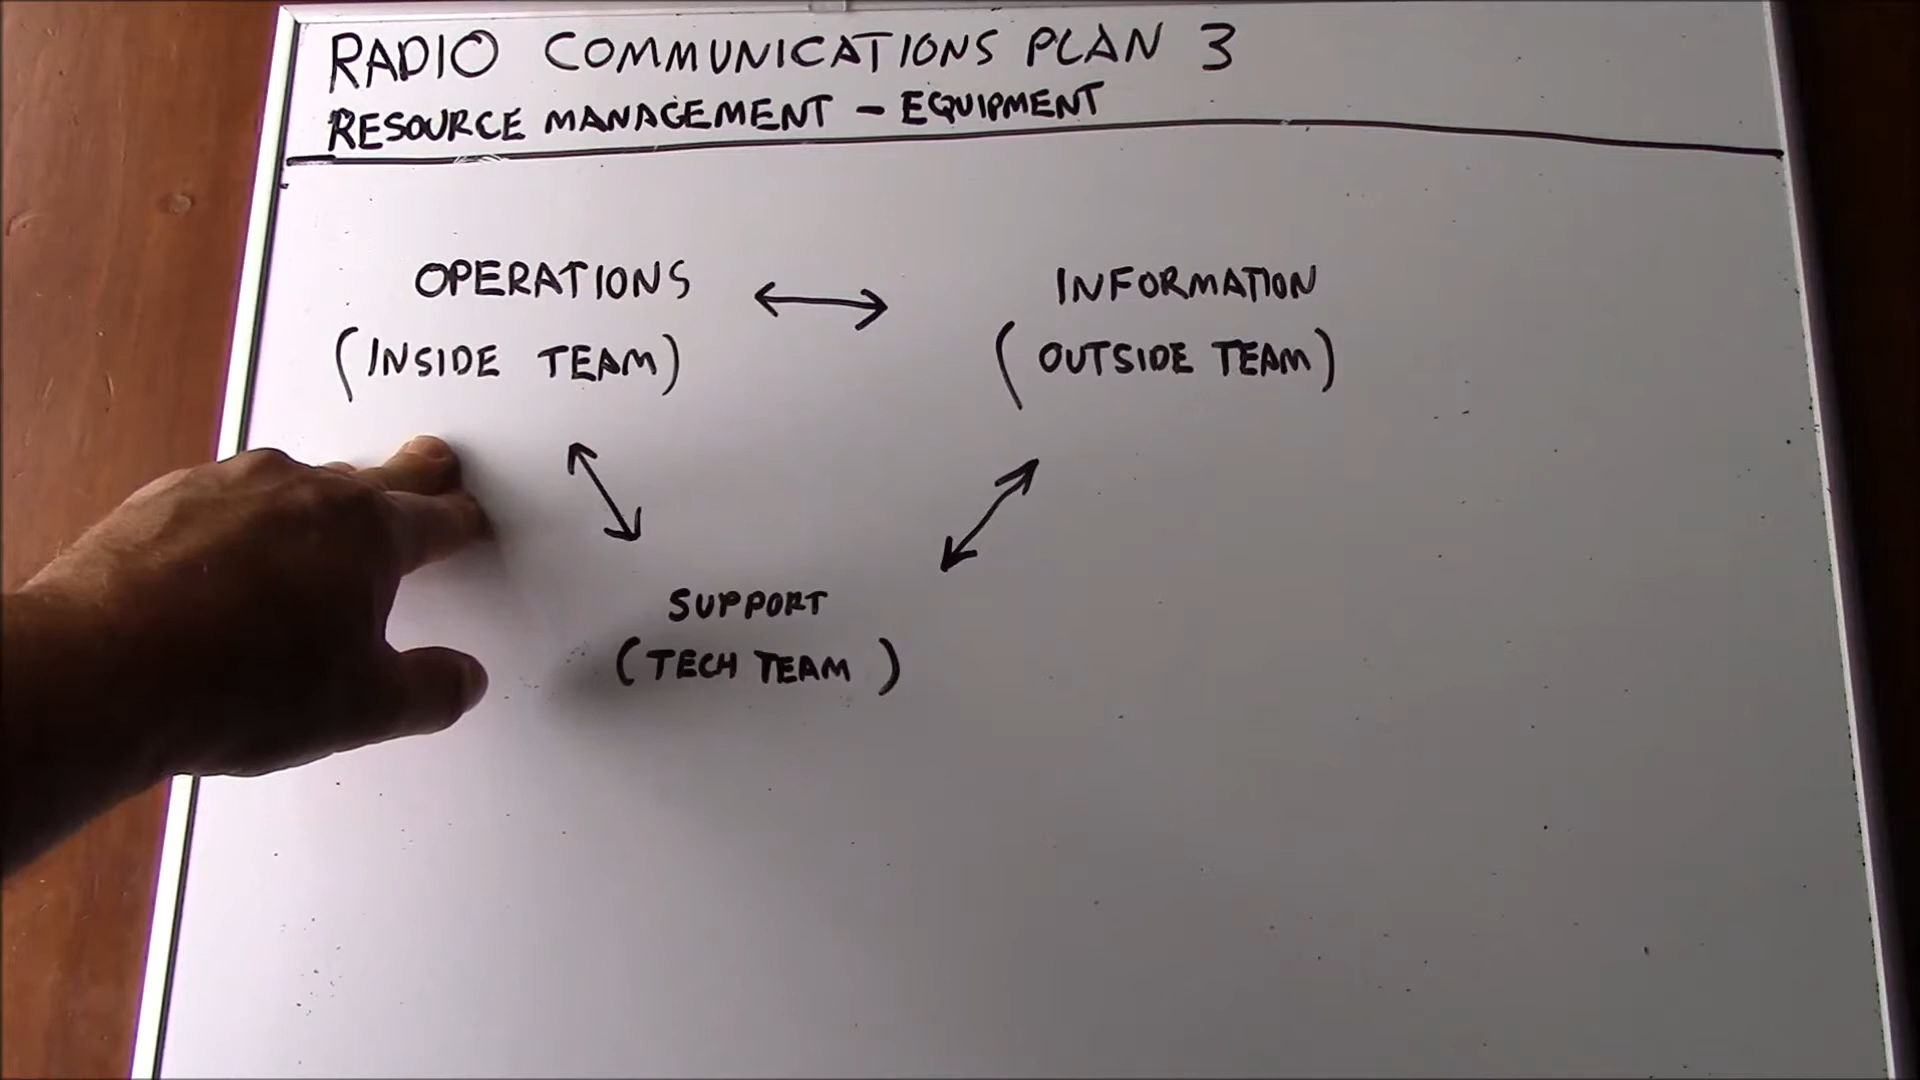 RADIO COMMUNICATIONS PLAN 3
RESOURCE MANAGEMENT - EQUIPMENT
OPERATIONS
(INSIDE TEAM)
INFORMATION
(OUTSIDE TEAM)
SUPPORT
(TECH TEAM)